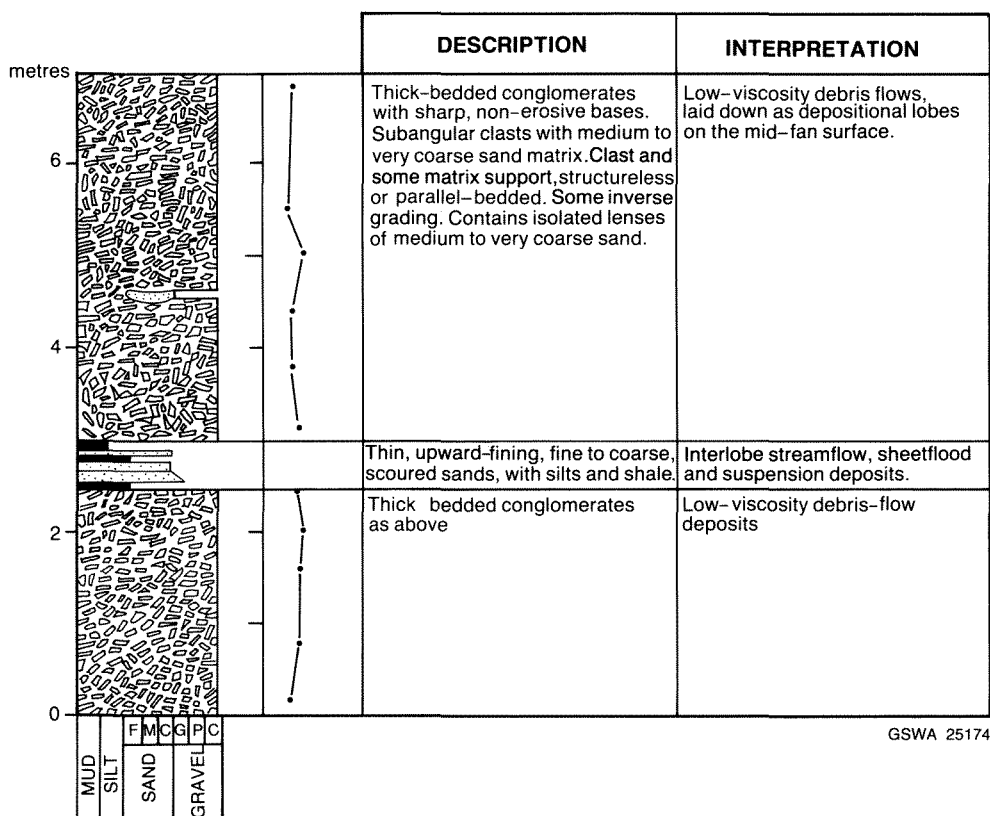 DESCRIPTION
INTERPRETATION
metres
Thick-bedded conglomerates
with sharp, non-erosive bases.
Subangular clasts with medium to
very coarse sand matrix.Clast and
some matrix support,structureless
or parallel-bedded. Some inverse
grading. Contains isolated lenses
of medium to very coarse sand.
Low-viscosity debris flows,
laid down as depositional lobes
on the mid-fan surface.
6
4
Thin, upward-fining, fine to coarse,
scoured sands, with silts and shale.
Interlobe streamflow, sheetflood
and suspension deposits.
Thick bedded conglomerates
as above
Low-viscosity debris-flow
deposits
2
0
F M C G P C
MUD
SILT
SAND
GRAVEL
GSWA 25174